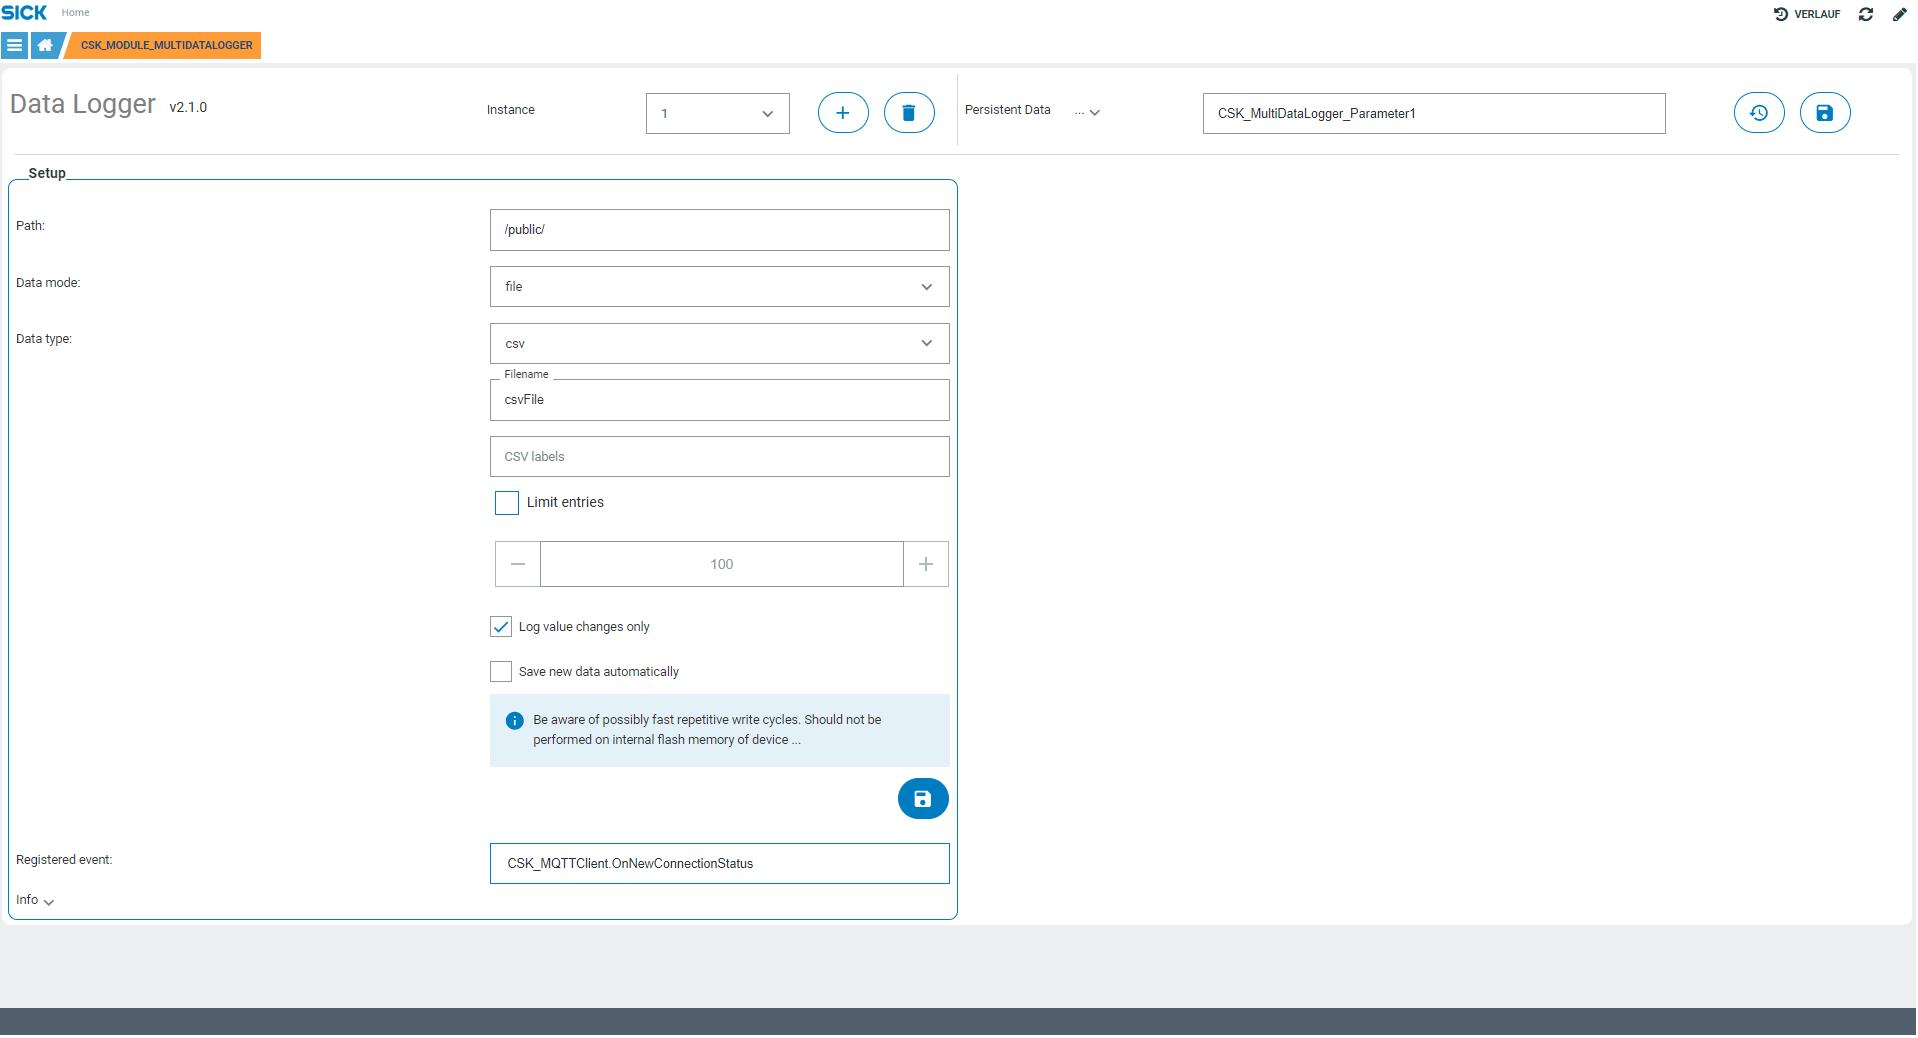 SICK Home
VERLAUF
CSK_MODULE_MULTIDATALOGGER
Data Logger v2.1.0
Instance
1
Persistent Data ...
CSK_MultiDataLogger_Parameter1
Setup
Path:
/public/
Data mode:
file
Data type:
csv
Filename
csvFile
CSV labels
Limit entries
100
Log value changes only
Save new data automatically
Be aware of possibly fast repetitive write cycles. Should not be
performed on internal flash memory of device ...
Registered event:
CSK_MQTTClient.OnNewConnectionStatus
Info